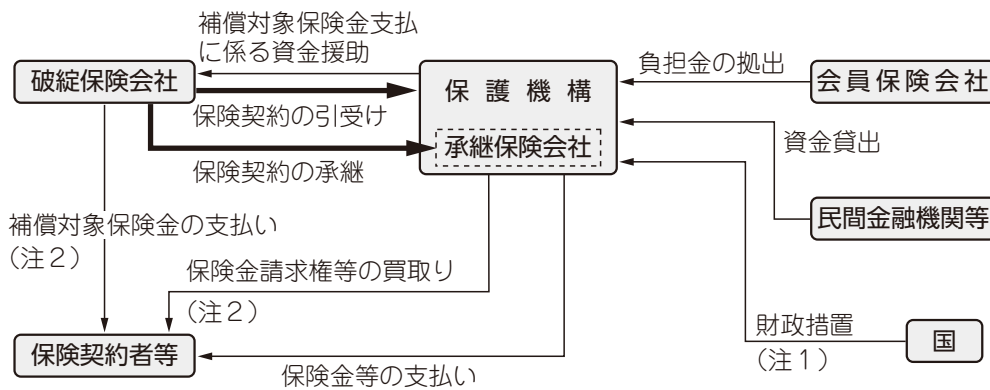 補償対象保険金支払
に係る資金援助
破綻保険会社
保険契約の引受け
保険契約の承継
保護機構
承継保険会社
負担金の拠出
会員保険会社
資金貸出
民間金融機関等
補償対象保険金の支払い
(注2)
保険金請求権等の買取り
(注2)
財政措置
(注1)
国
保険契約者等
保険金等の支払い